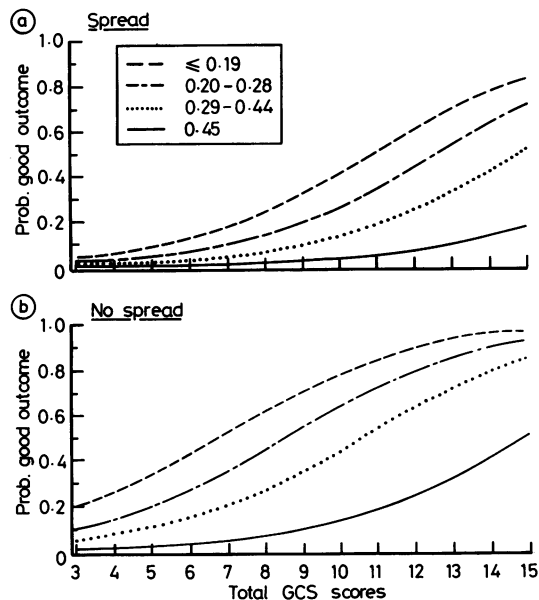 a Spread
1·0
0·8
0·6
0·4
0·2
0
Prob. good outcome
≤ 0·19
0·20 – 0·28
0·29 – 0·44
0·45
b No spread
1·0
0·8
0·6
0·4
0·2
0
Prob. good outcome
3 4 5 6 7 8 9 10 11 12 13 14 15
Total GCS scores